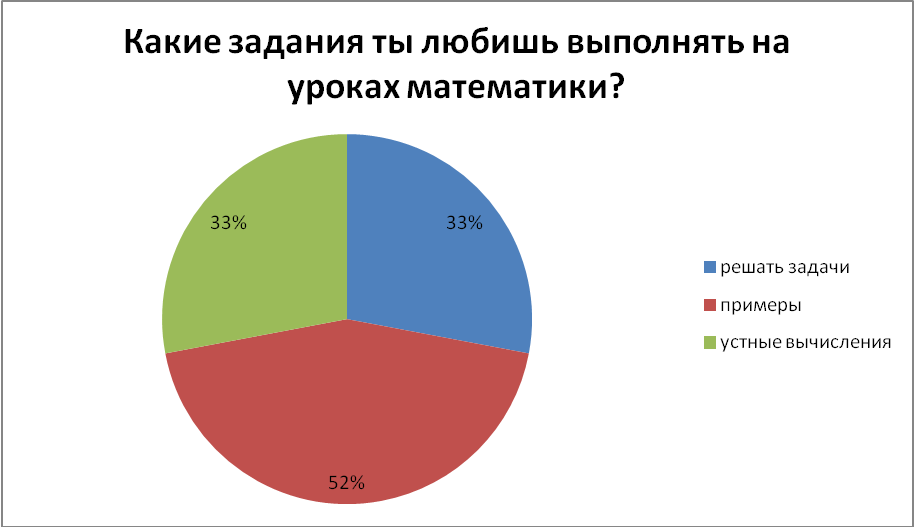 Какие задания ты любишь выполнять на
уроках математики?
33%
33%
52%
решать задачи
примеры
устные вычисления